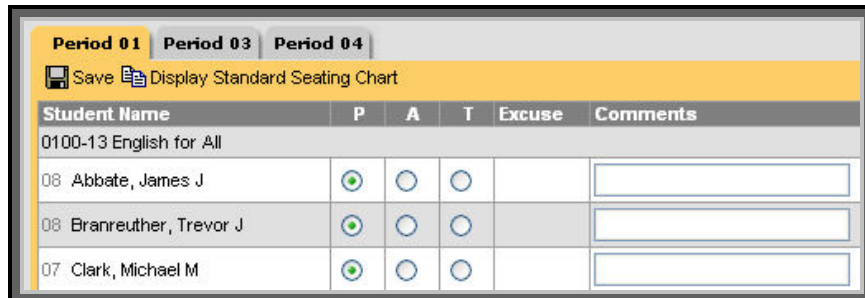 Period 01 Period 03 Period 04
Save Display Standard Seating Chart
Student Name P A T Excuse Comments
0100-13 English for All
08 Abbate, James J
08 Branreuther, Trevor J
07 Clark, Michael M